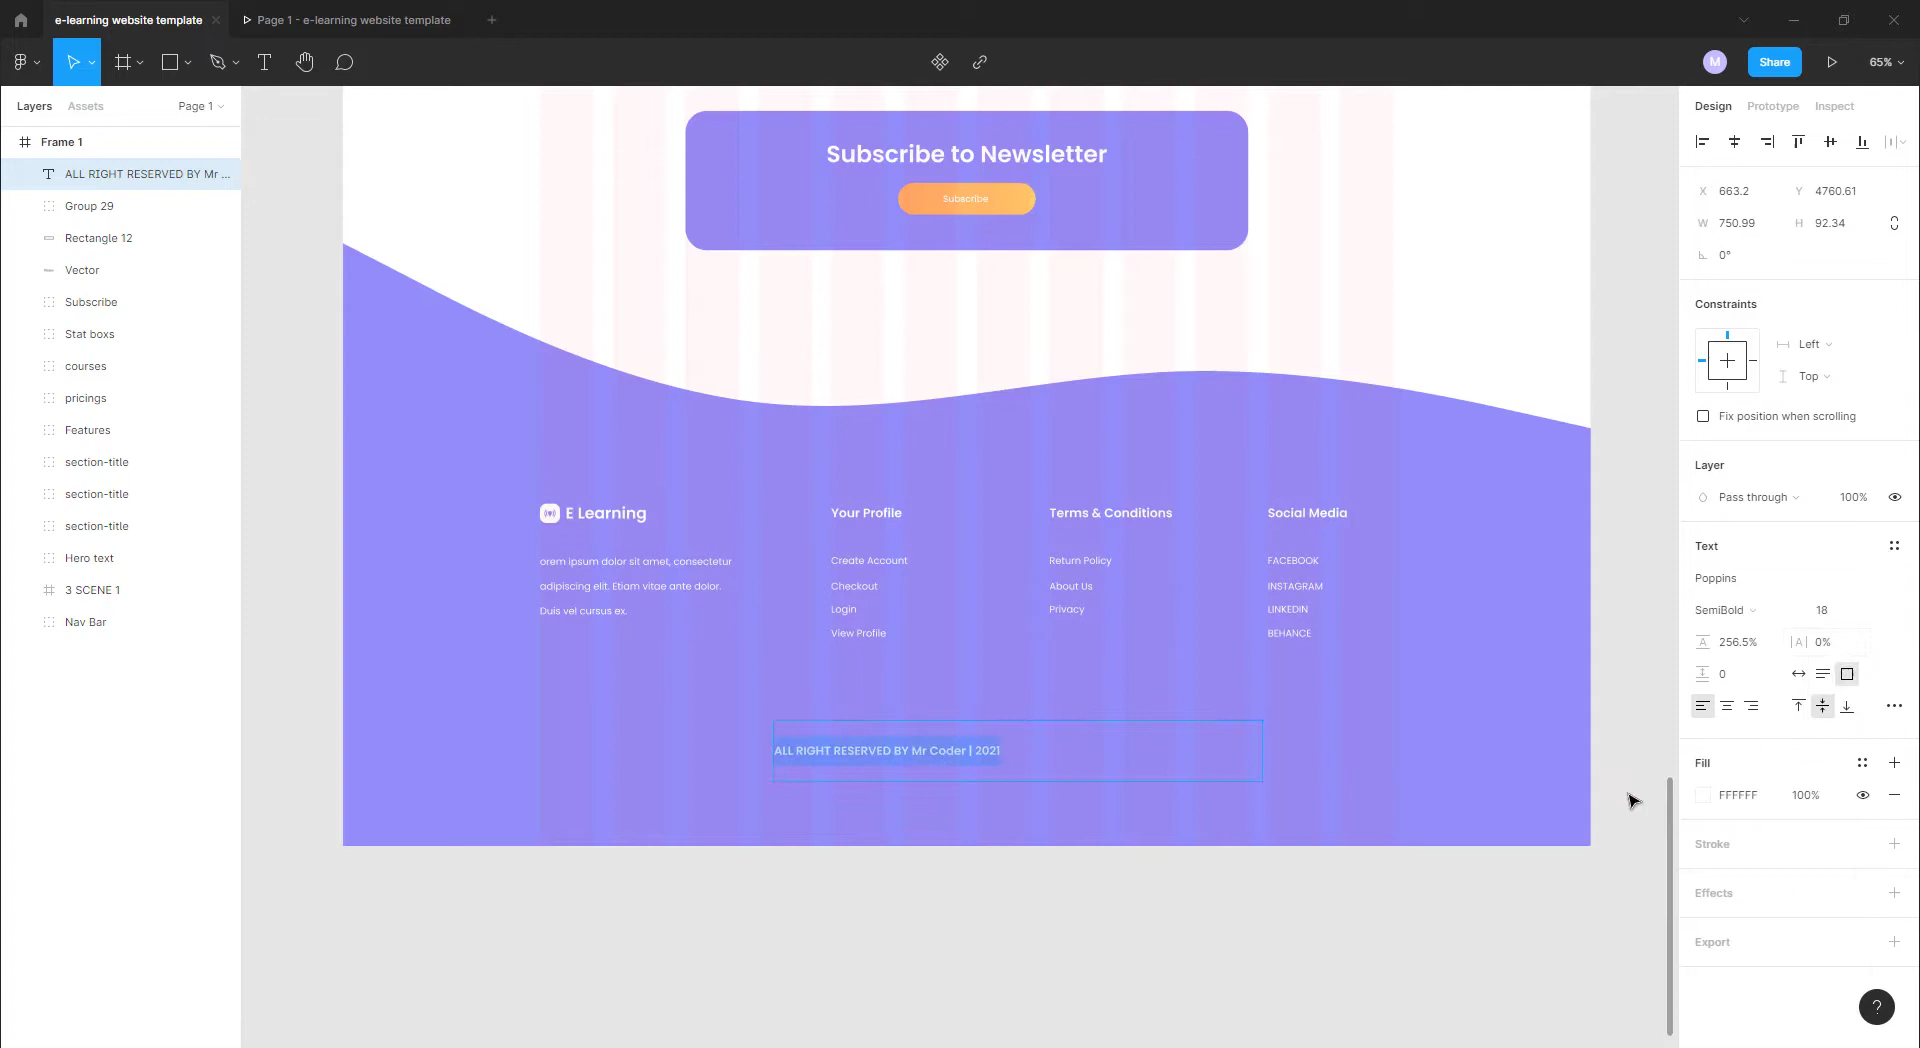 e-learning website template
Page 1 - e-learning website template
M
Share
65%
Layers
Assets
Page 1
Frame 1
ALL RIGHT RESERVED BY Mr ...
Group 29
Rectangle 12
Vector
Subscribe
Stat boxs
courses
pricings
Features
section-title
section-title
section-title
Hero text
3 SCENE 1
Nav Bar
Subscribe to Newsletter
Subscribe
E Learning
orem ipsum dolor sit amet, consectetur
adipiscing elit. Etiam vitae ante dolor.
Duis vel cursus ex.
Your Profile
Create Account
Checkout
Login
View Profile
Terms & Conditions
Return Policy
About Us
Privacy
Social Media
FACEBOOK
INSTAGRAM
LINKEDIN
BEHANCE
ALL RIGHT RESERVED BY Mr Coder | 2021
Design
Prototype
Inspect
X 663.2 Y 4760.61
W 750.99 H 92.34
0°
Constraints
Left
Top
Fix position when scrolling
Layer
Pass through 100%
Text
Poppins
SemiBold 18
A 256.5% |A| 0%
0
Fill
FFFFFF 100%
Stroke
Effects
Export
?